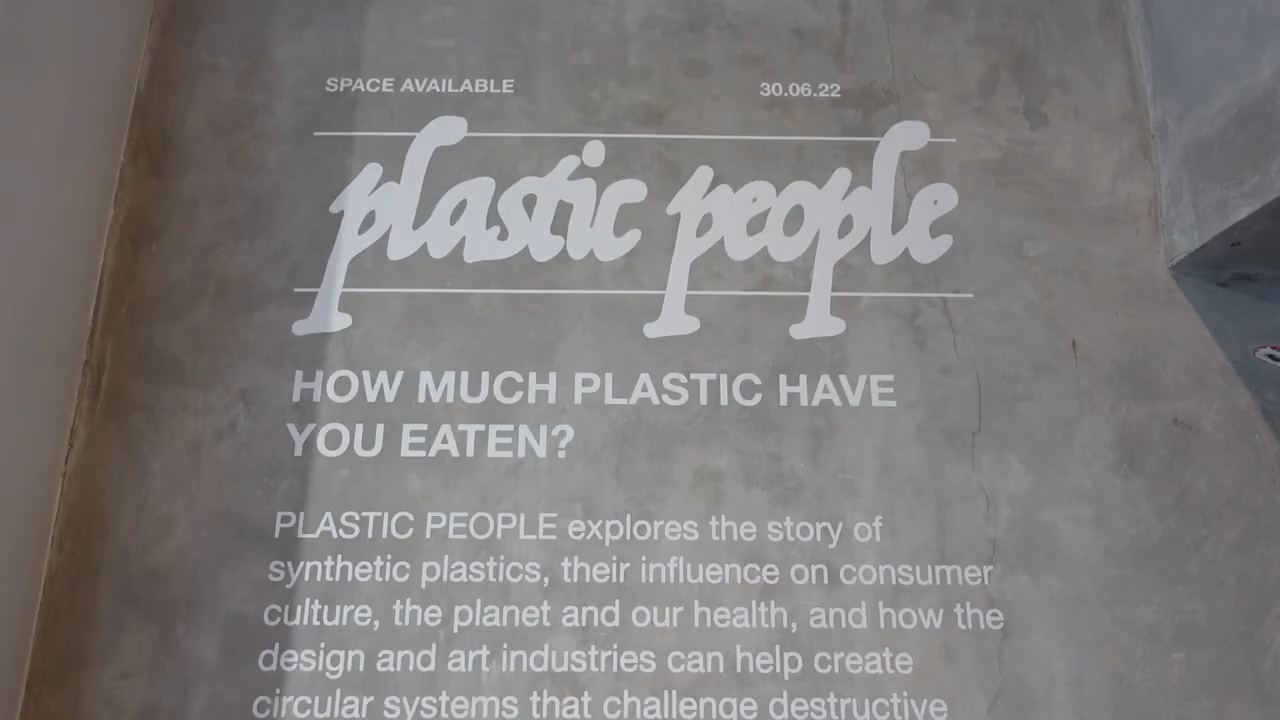 SPACE AVAILABLE 30.06.22
plastic people
HOW MUCH PLASTIC HAVE
YOU EATEN?
PLASTIC PEOPLE explores the story of
synthetic plastics, their influence on consumer
culture, the planet and our health, and how the
design and art industries can help create
circular systems that challenge destructive